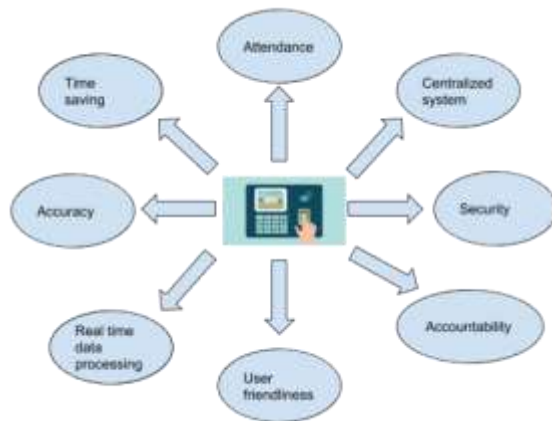 Attendance
Time
saving
Centralized
system
Accuracy
Security
Real time
data
processing
Accountability
User
friendliness